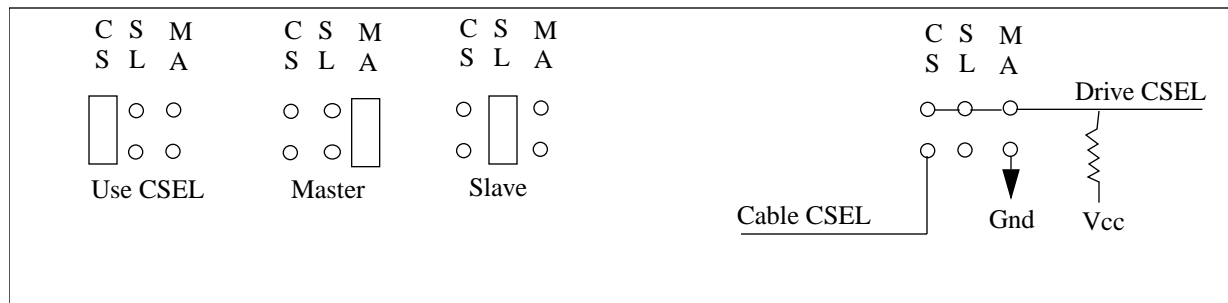 C S M C S M C S M
S L A S L A S L A
Use CSEL Master Slave
C S M
S L A
Drive CSEL
Cable CSEL
Gnd
Vcc